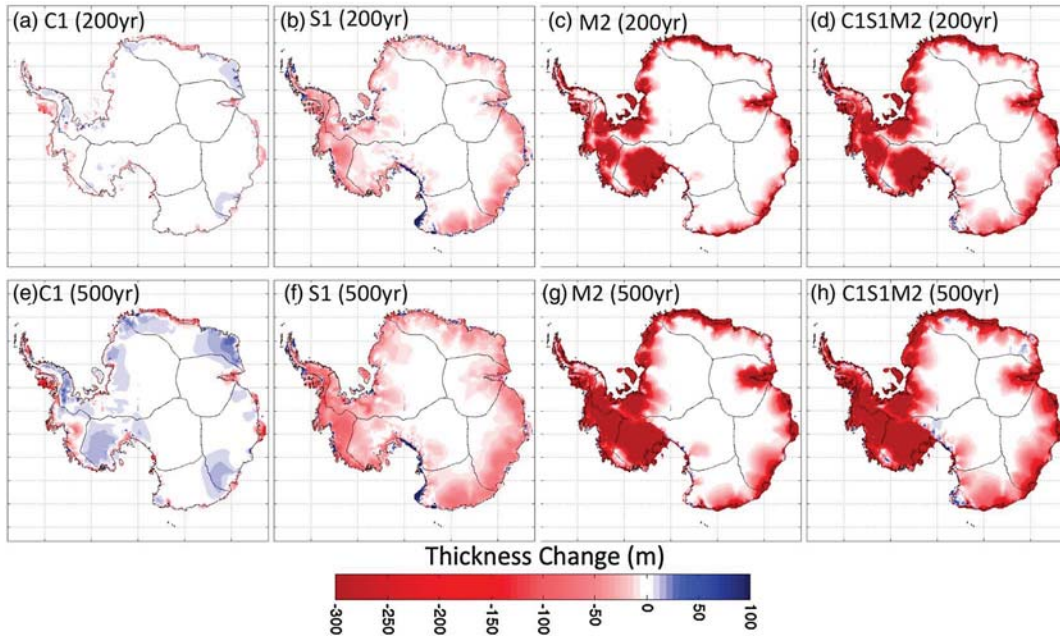 (a) C1 (200yr)
(b) S1 (200yr)
(c) M2 (200yr)
(d) C1S1M2 (200yr)
(e)C1 (500yr)
(f) S1 (500yr)
(g) M2 (500yr)
(h) C1S1M2 (500yr)
Thickness Change (m)
-300 -250 -200 -150 -100 -50 0 50 100